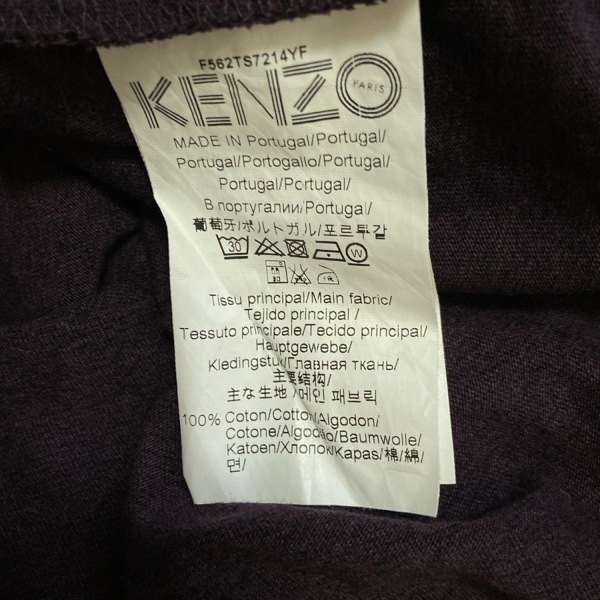 F562TS7214YF
KENZO
PARIS
MADE IN Portugal/Portugal/
Portugal/Portogallo/Portugal/
Portugal/Portugal/
В португалии/Portugal/
葡萄牙/ポルトガル/포르투갈
30 W
Tissu principal/Main fabric/
Tejido principal /
Tessuto principale/Tecido principal/
Hauptgewebe/
Kledingstuk/Главная ткань/
主要结构/
主な生地 /메인 패브릭
100% Coton/Cotton/Algodon/
Cotone/Algodão/Baumwolle/
Katoen/Хлопок/Kapas/棉/綿/
면/